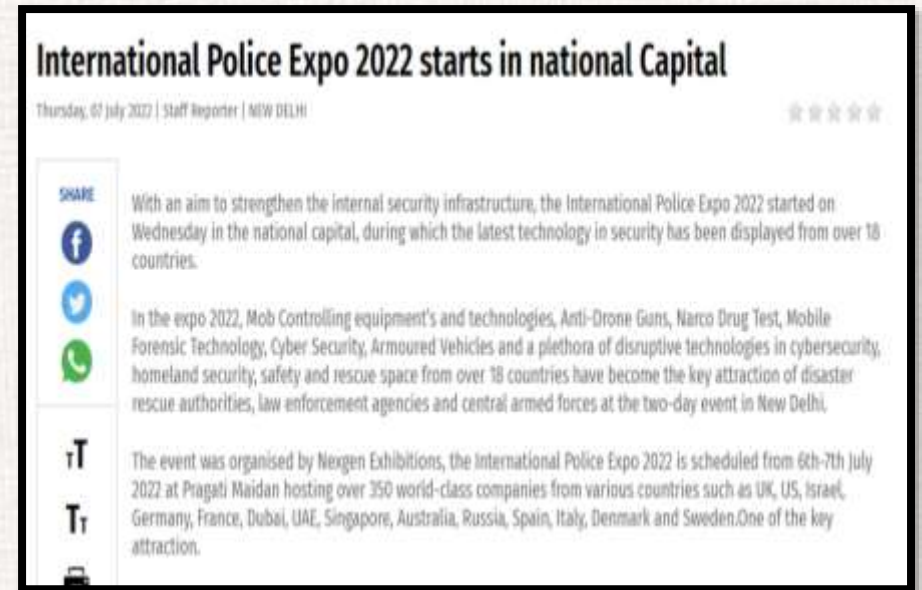 International Police Expo 2022 starts in national Capital
Thursday, 07 July 2022 | Staff Reporter | NEW DELHI
SHARE
With an aim to strengthen the internal security infrastructure, the International Police Expo 2022 started on
Wednesday in the national capital, during which the latest technology in security has been displayed from over 18
countries.
In the expo 2022, Mob Controlling equipment's and technologies, Anti-Drone Guns, Narco Drug Test, Mobile
Forensic Technology, Cyber Security, Armoured Vehicles and a plethora of disruptive technologies in cybersecurity,
homeland security, safety and rescue space from over 18 countries have become the key attraction of disaster
rescue authorities, law enforcement agencies and central armed forces at the two-day event in New Delhi.
The event was organised by Nexgen Exhibitions, the International Police Expo 2022 is scheduled from 6th-7th July
2022 at Pragati Maidan hosting over 350 world-class companies from various countries such as UK, US, Israel,
Germany, France, Dubai, UAE, Singapore, Australia, Russia, Spain, Italy, Denmark and Sweden.One of the key
attraction.
TT
TT